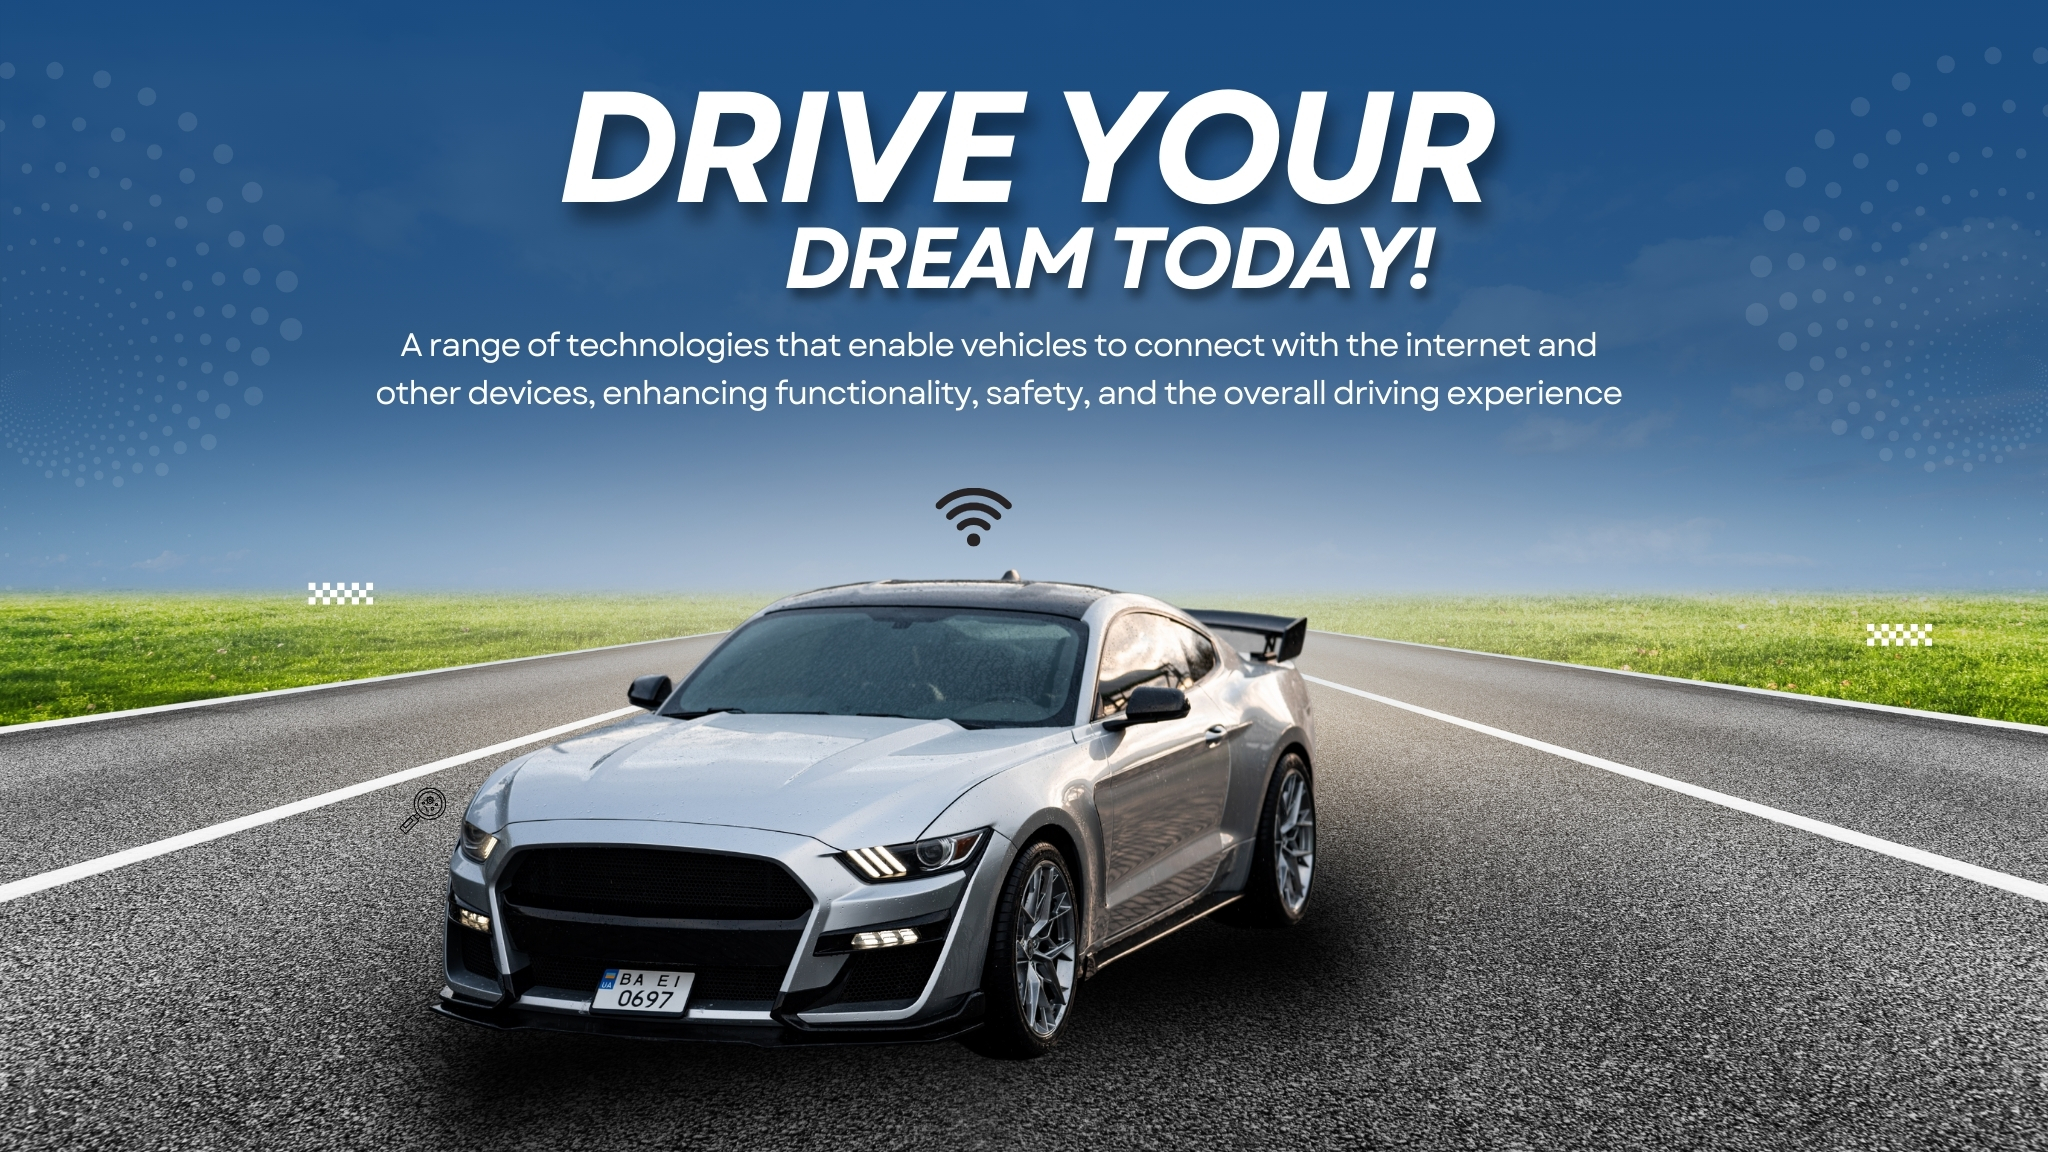 DRIVE YOUR
DREAM TODAY!
A range of technologies that enable vehicles to connect with the internet and
other devices, enhancing functionality, safety, and the overall driving experience
UA
BA EI
0697